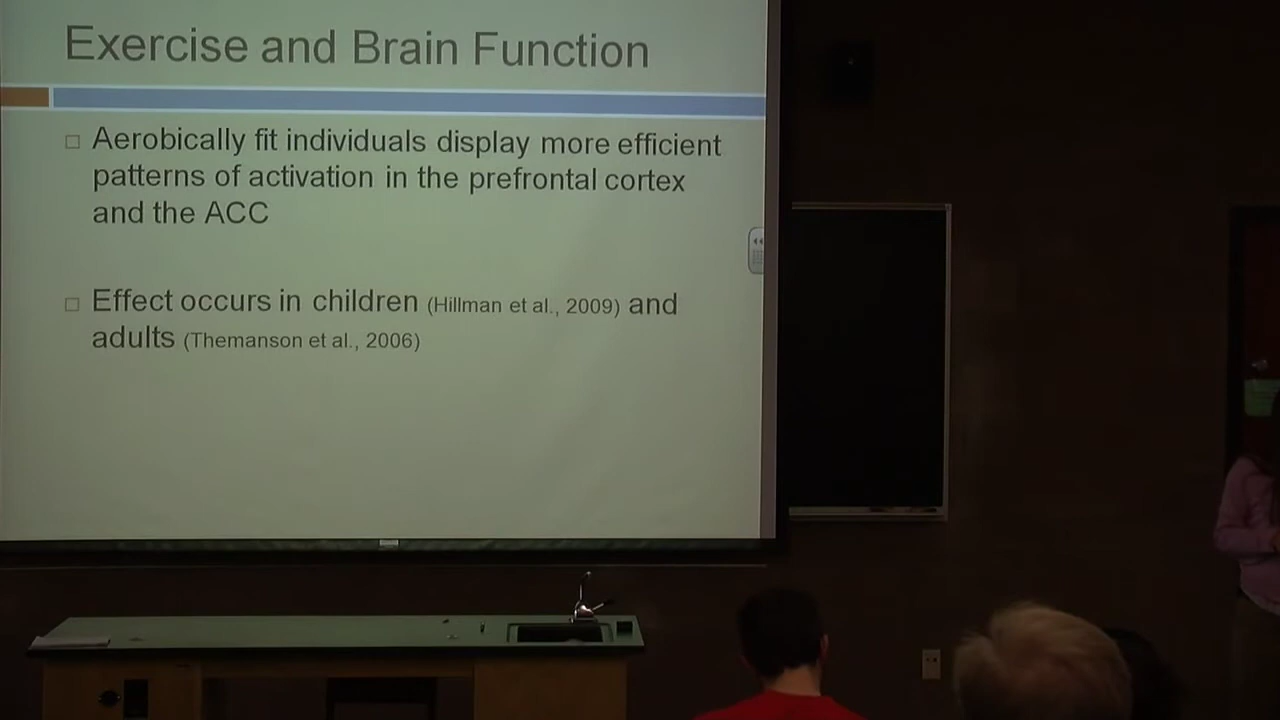 Exercise and Brain Function
Aerobically fit individuals display more efficient
patterns of activation in the prefrontal cortex
and the ACC
Effect occurs in children (Hillman et al., 2009) and
adults (Themanson et al., 2006)